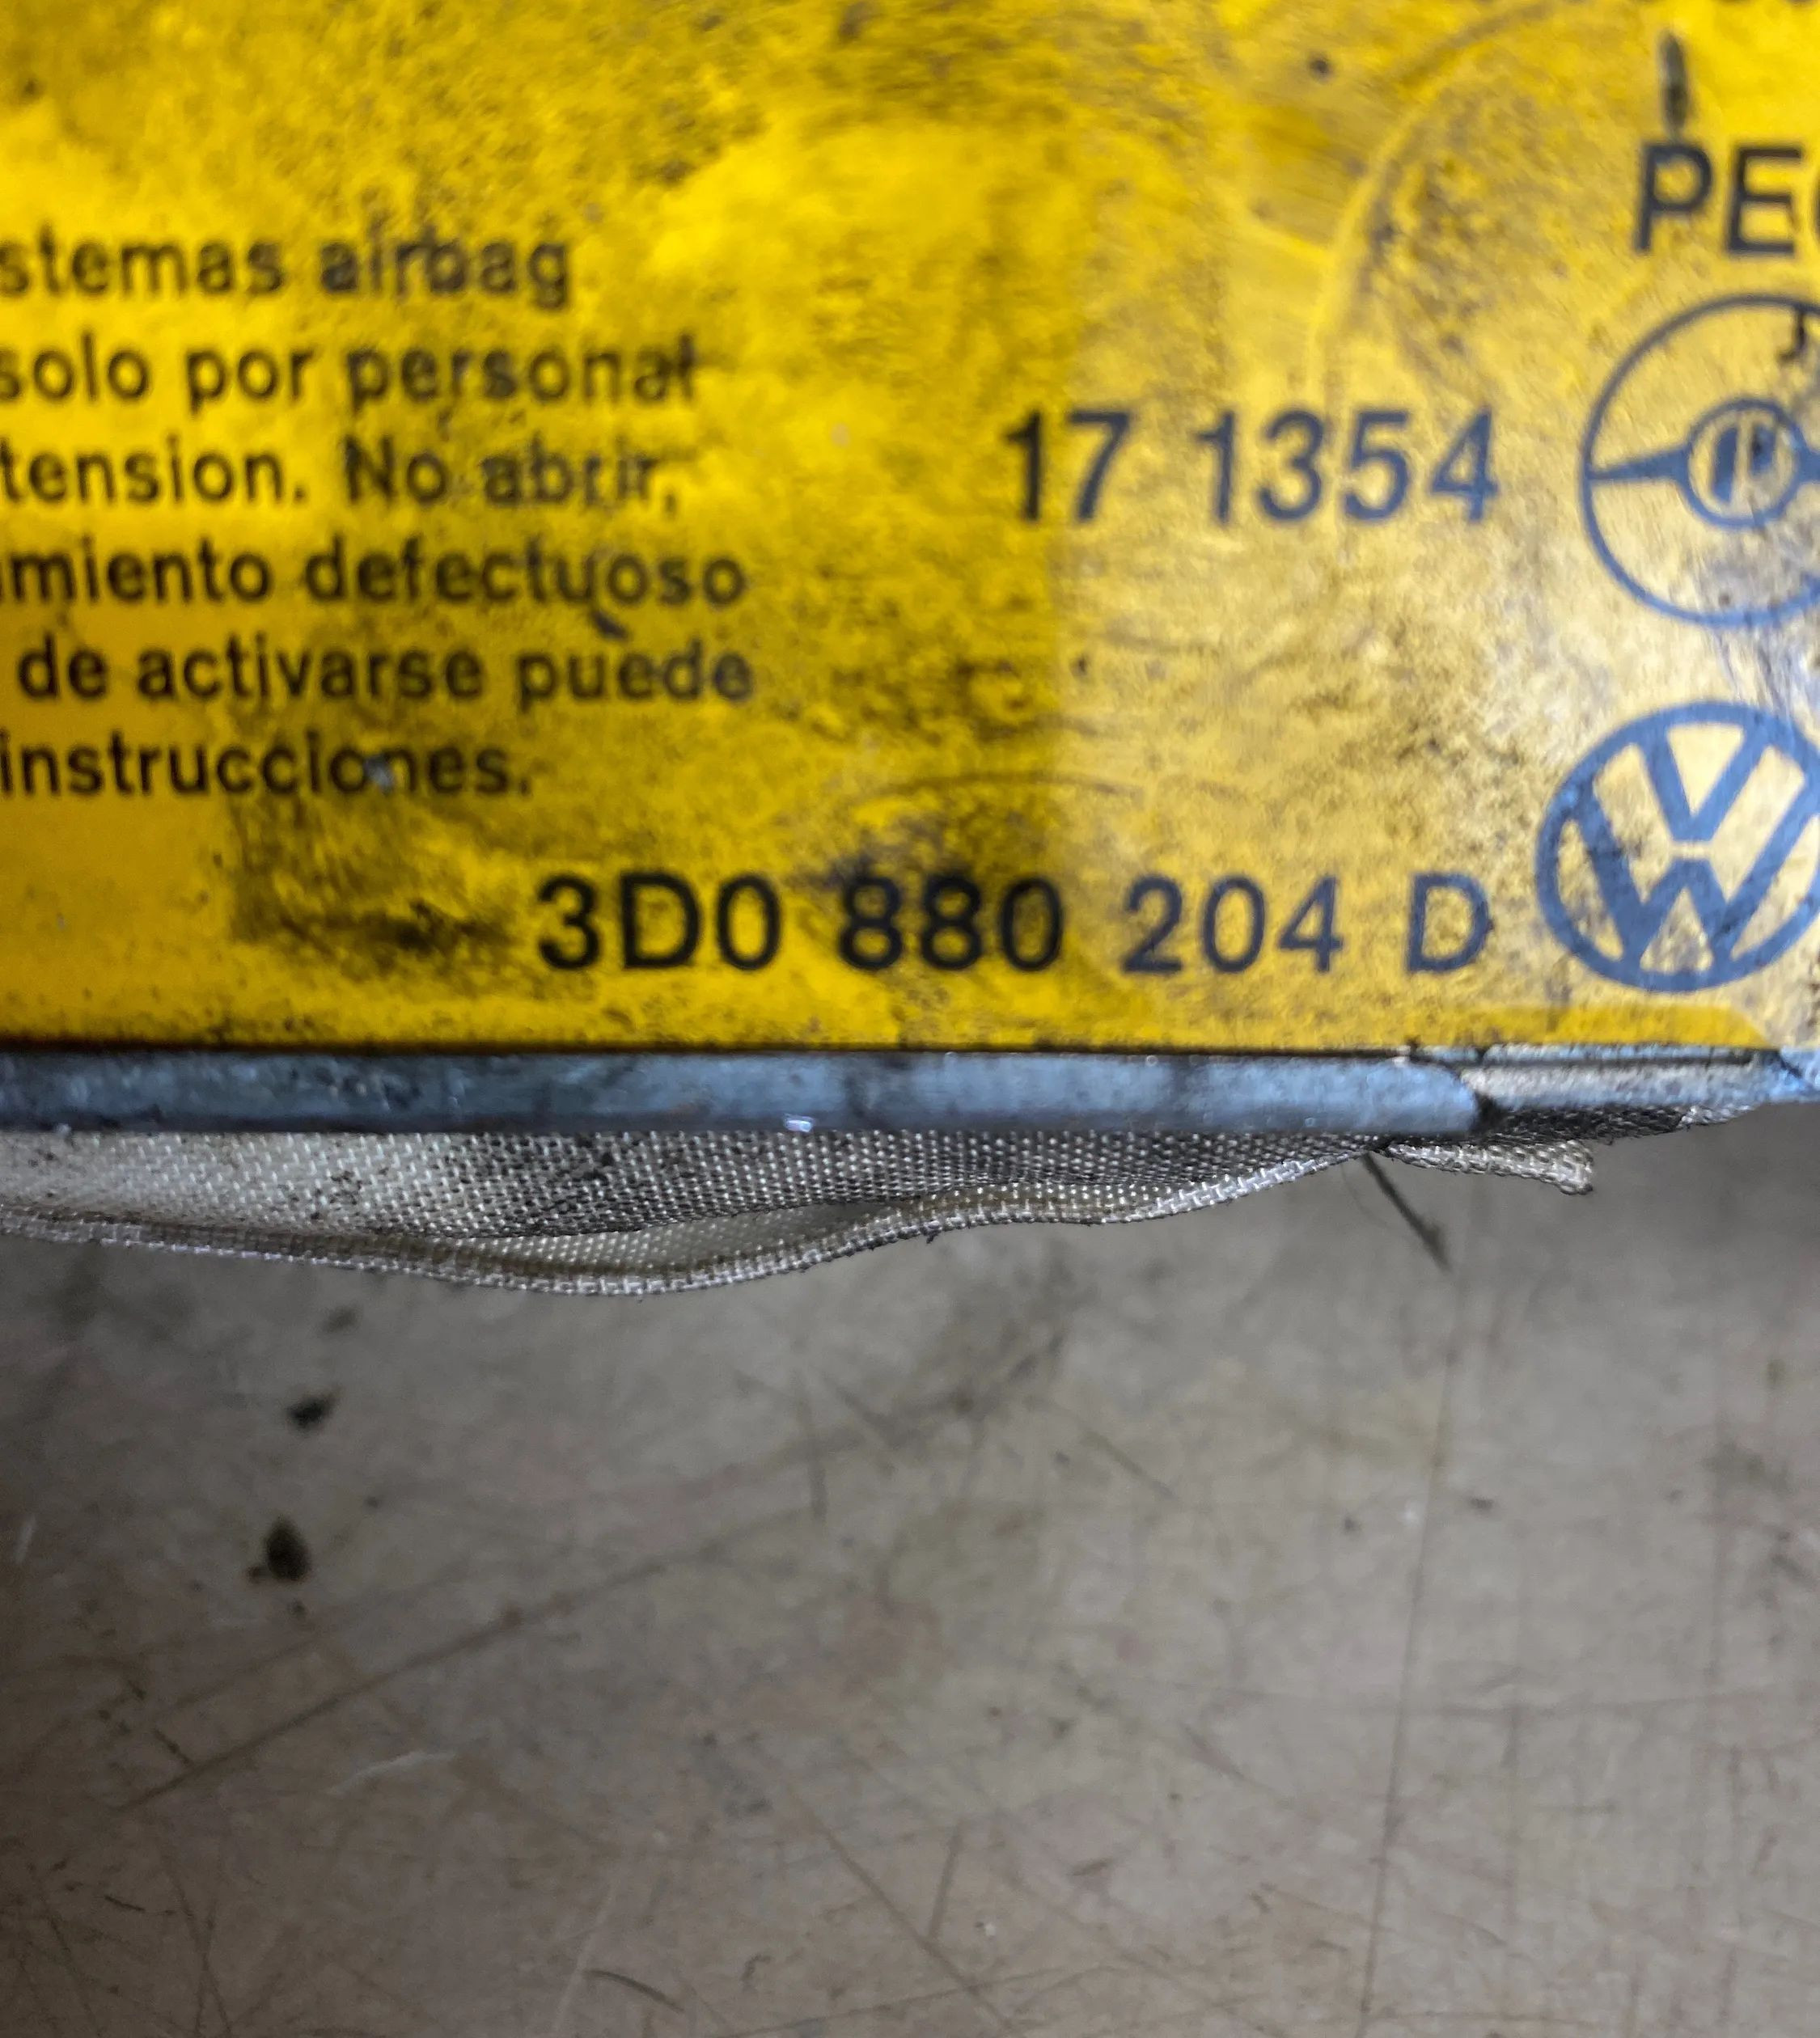 stemas airbag
solo por personal
tension. No abrir,
miento defectuoso
de activarse puede
instrucciones.
PE
17 1354
3D0 880 204 D